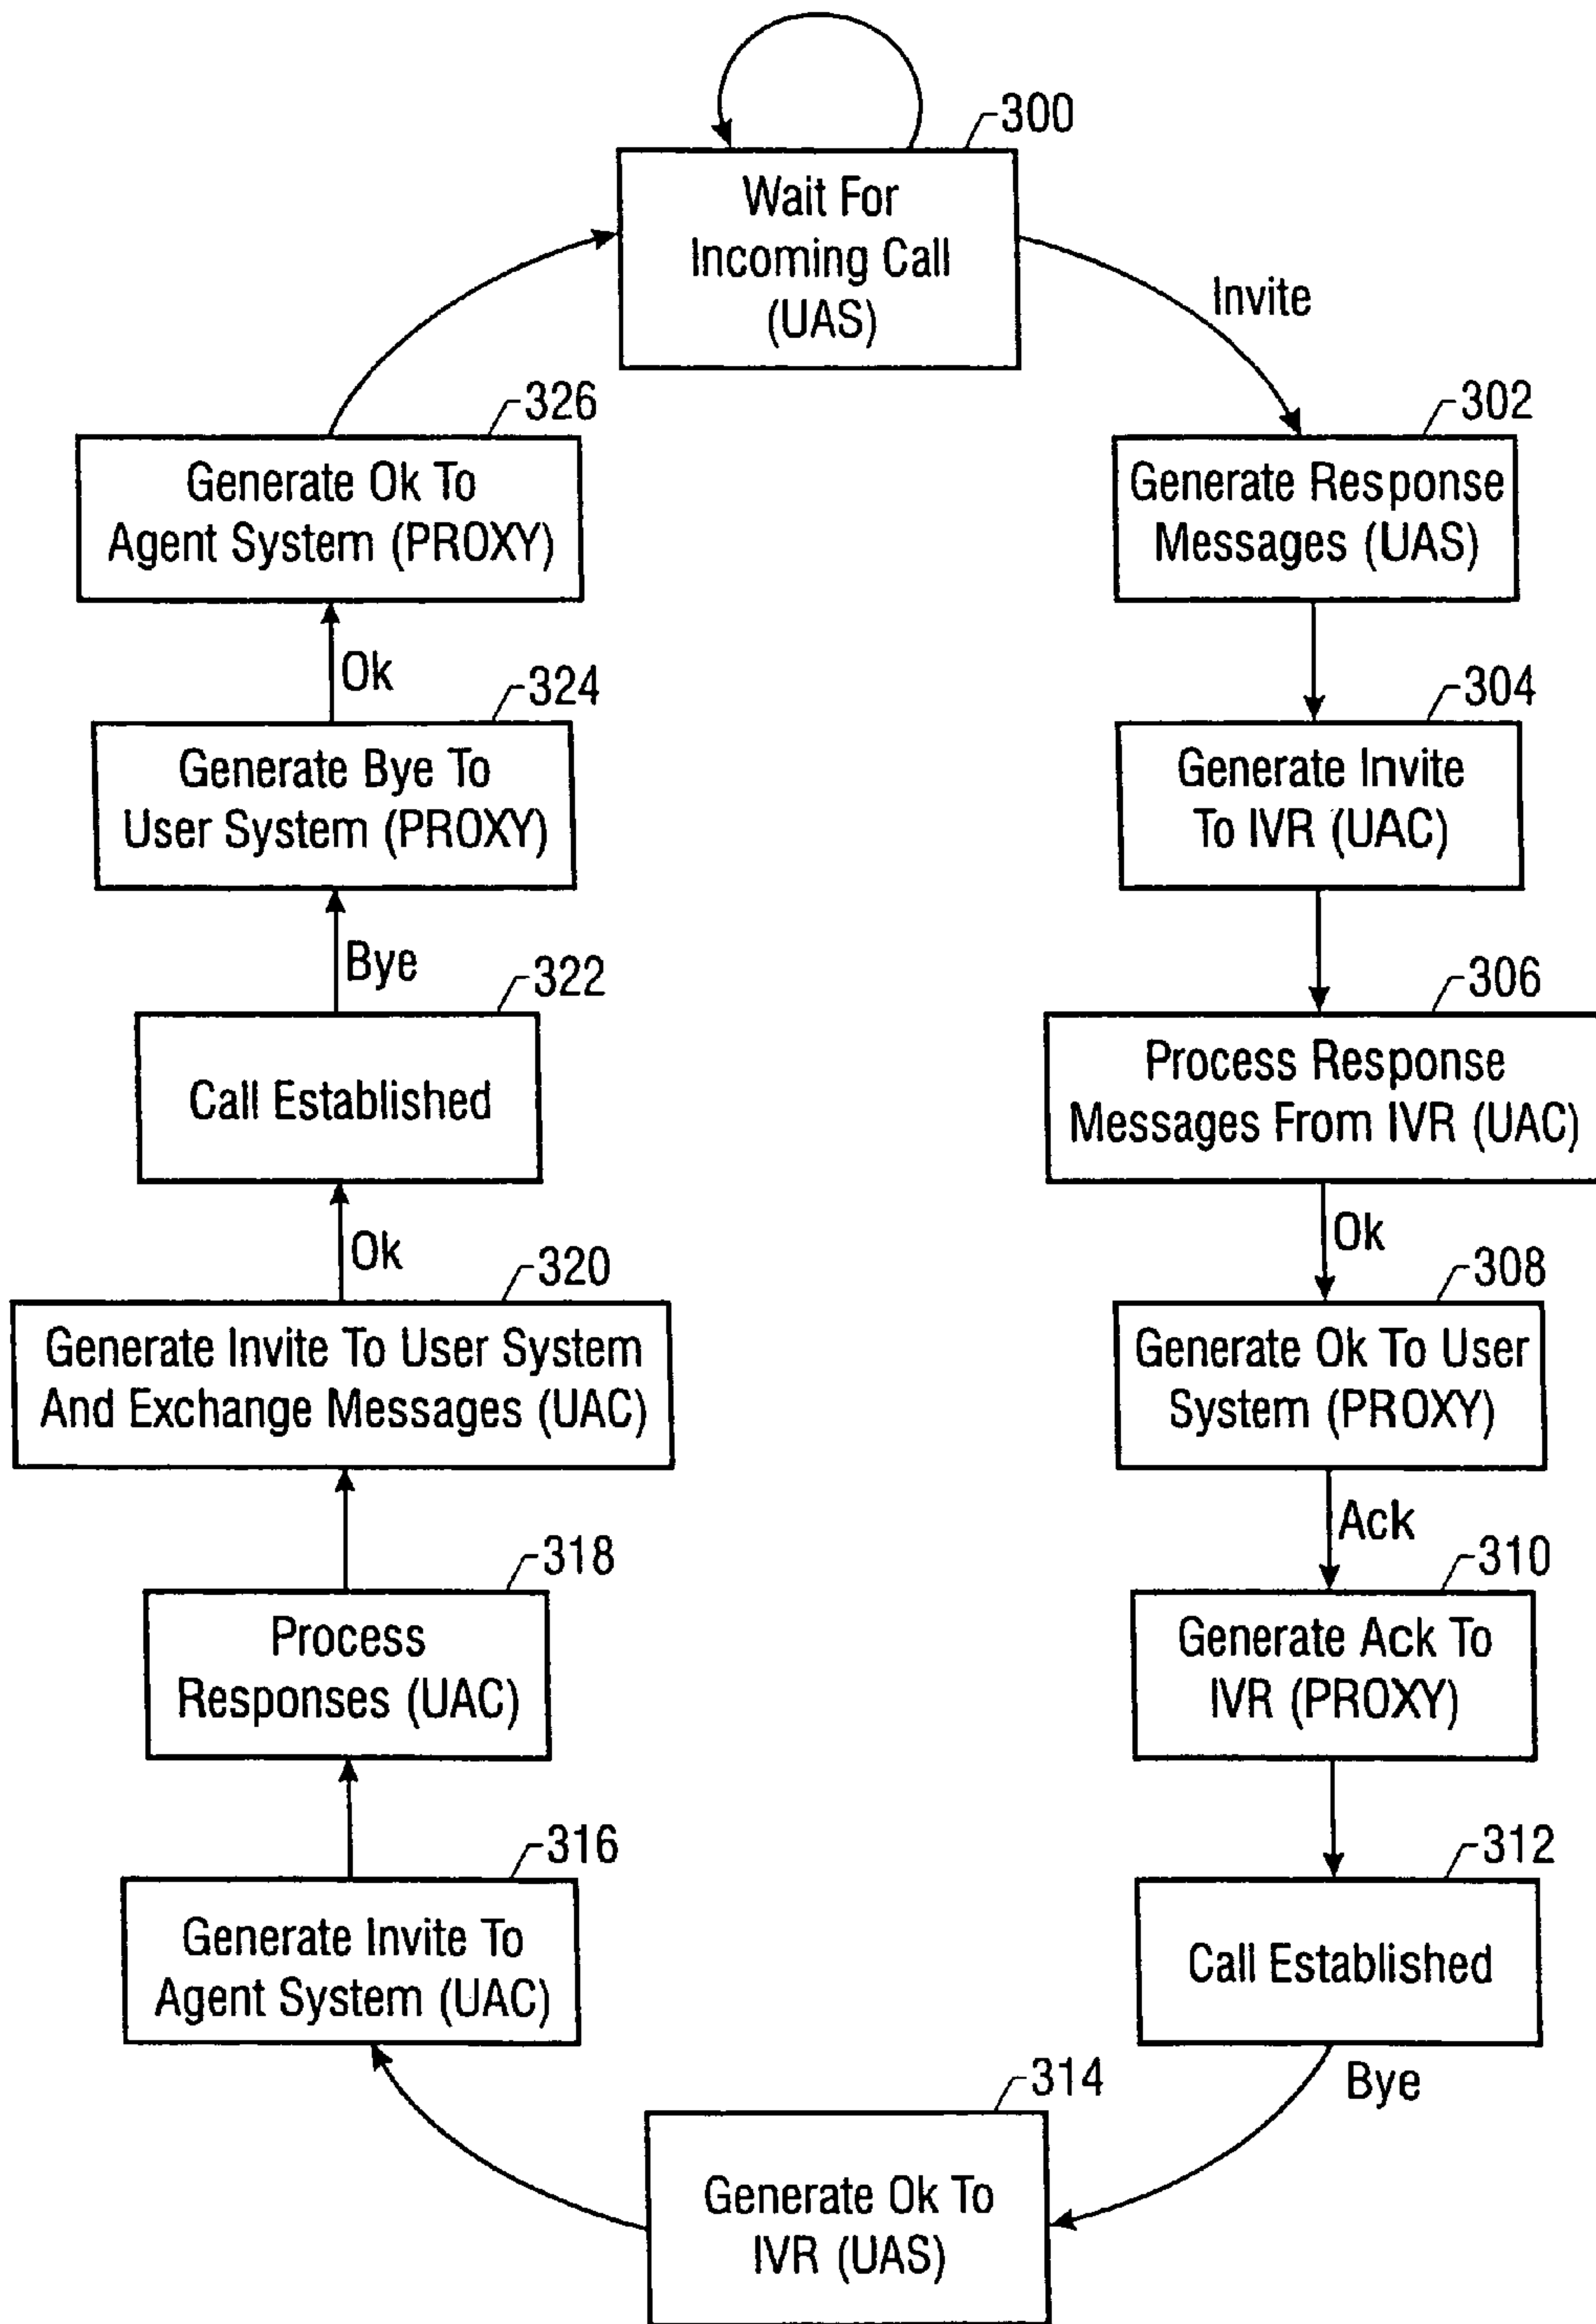 300
Wait For
Incoming Call
(UAS)
Invite
302
Generate Response
Messages (UAS)
304
Generate Invite
To IVR (UAC)
306
Process Response
Messages From IVR (UAC)
Ok
308
Generate Ok To User
System (PROXY)
Ack
310
Generate Ack To
IVR (PROXY)
312
Call Established
Bye
314
Generate Ok To
IVR (UAS)
316
Generate Invite To
Agent System (UAC)
318
Process
Responses (UAC)
320
Generate Invite To User System
And Exchange Messages (UAC)
Ok
322
Call Established
Bye
324
Generate Bye To
User System (PROXY)
Ok
326
Generate Ok To
Agent System (PROXY)